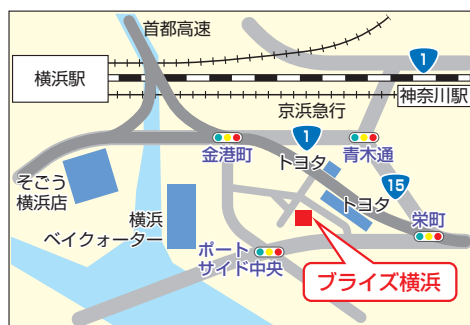 首都高速
1
横浜駅
神奈川駅
京浜急行
1
金港町
トヨタ
青木通
15
そごう
横浜店
トヨタ
栄町
横浜
ベイクォーター
ポート
サイド中央
ブライズ横浜